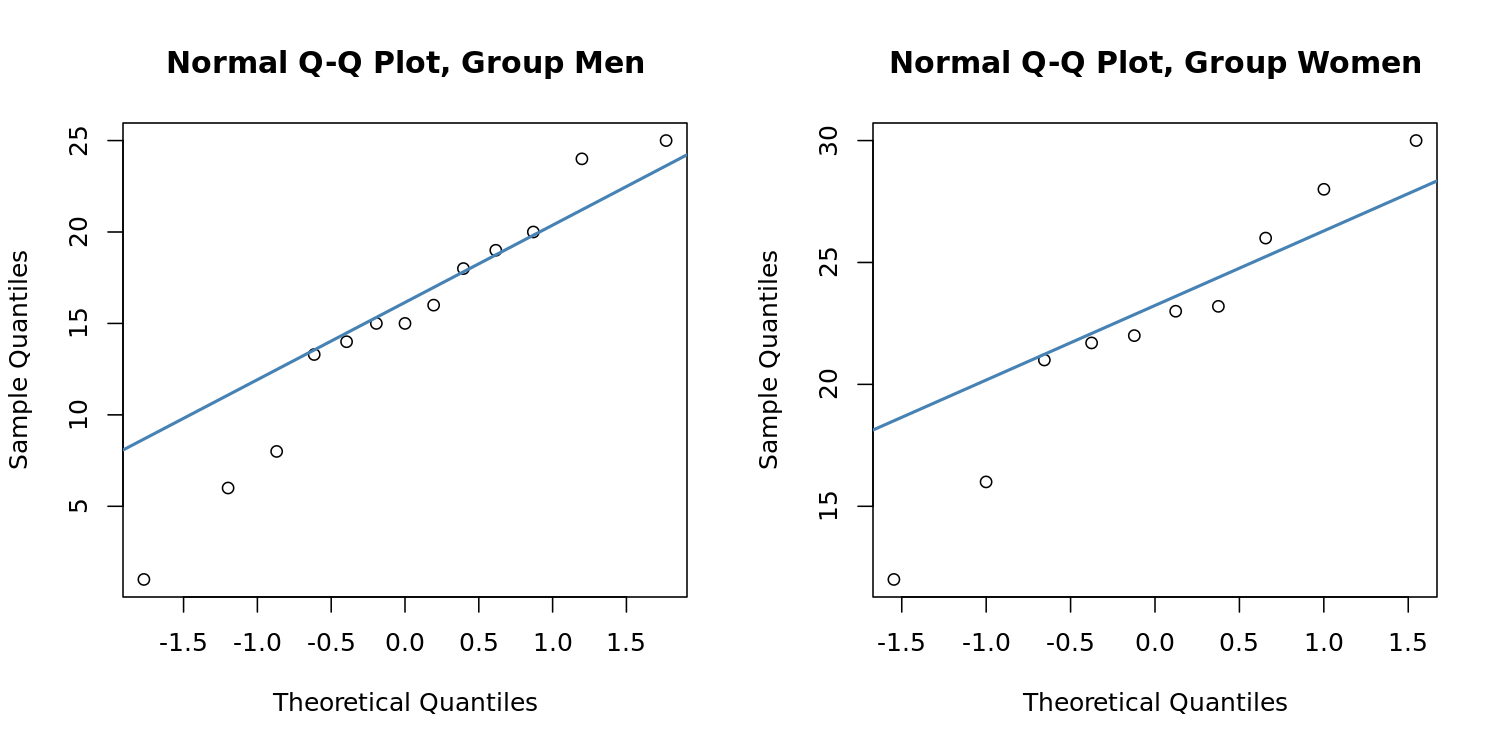 Normal Q-Q Plot, Group Men
Sample Quantiles
25
20
15
10
5
-1.5 -1.0 -0.5 0.0 0.5 1.0 1.5
Theoretical Quantiles
Normal Q-Q Plot, Group Women
Sample Quantiles
30
25
20
15
-1.5 -1.0 -0.5 0.0 0.5 1.0 1.5
Theoretical Quantiles